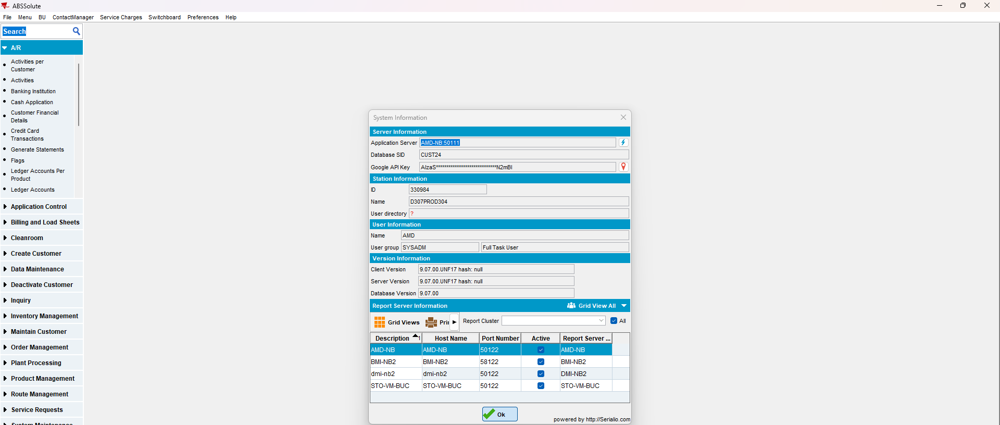 ABSSolute
File Menu BU ContactManager Service Charges Switchboard Preferences Help
Search
A/R
Activities per
Customer
Activities
Banking Institution
Cash Application
Customer Financial
Details
Credit Card
Transactions
Generate Statements
Flags
Ledger Accounts Per
Product
Ledger Accounts
Application Control
Billing and Load Sheets
Cleanroom
Create Customer
Data Maintenance
Deactivate Customer
Inquiry
Inventory Management
Maintain Customer
Order Management
Plant Processing
Product Management
Route Management
Service Requests
System Maintenance
System Information
Server Information
Application Server AMD-NB:50111
Database SID CUST24
Google API Key AIzaS*****************************N2mBI
Station Information
ID 330984
Name D307PROD304
User directory ?
User Information
Name AMD
User group SYSADM Full Task User
Version Information
Client Version 9.07.00.UNF17 hash: null
Server Version 9.07.00.UNF17 hash: null
Database Version 9.07.00
Report Server Information Grid View All
Grid Views Pri Report Cluster All
Description 1 Host Name Port Number Active Report Server ...
AMD-NB AMD-NB 50122 AMD-NB
BMI-NB2 BMI-NB2 58122 BMI-NB2
dmi-nb2 dmi-nb2 50122 DMI-NB2
STO-VM-BUC STO-VM-BUC 50122 STO-VM-BUC
Ok
powered by http://Serialio.com